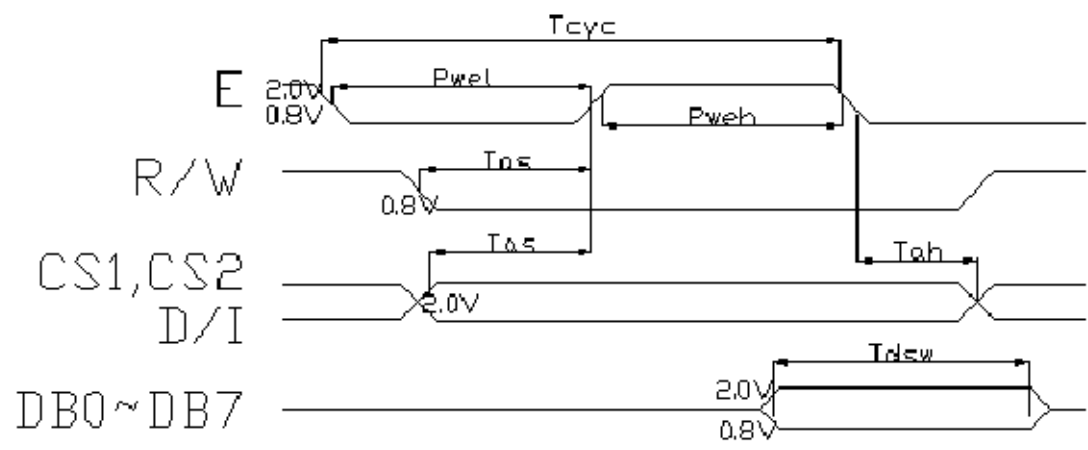 Tcyc
E
2.0V
Pwel
0.8V
Pweh
R/W
Tas
0.8V
Tas
Tah
CS1,CS2
2.0V
D/I
Tdsw
2.0V
DB0~DB7
0.8V